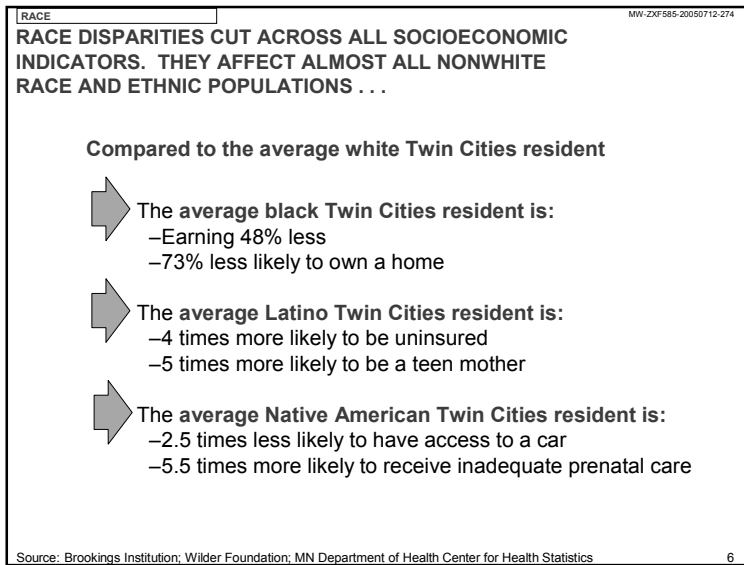 RACE
MW-ZXF585-20050712-274
RACE DISPARITIES CUT ACROSS ALL SOCIOECONOMIC
INDICATORS. THEY AFFECT ALMOST ALL NONWHITE
RACE AND ETHNIC POPULATIONS . . .
Compared to the average white Twin Cities resident
The average black Twin Cities resident is:
–Earning 48% less
–73% less likely to own a home
The average Latino Twin Cities resident is:
–4 times more likely to be uninsured
–5 times more likely to be a teen mother
The average Native American Twin Cities resident is:
–2.5 times less likely to have access to a car
–5.5 times more likely to receive inadequate prenatal care
Source: Brookings Institution; Wilder Foundation; MN Department of Health Center for Health Statistics
6